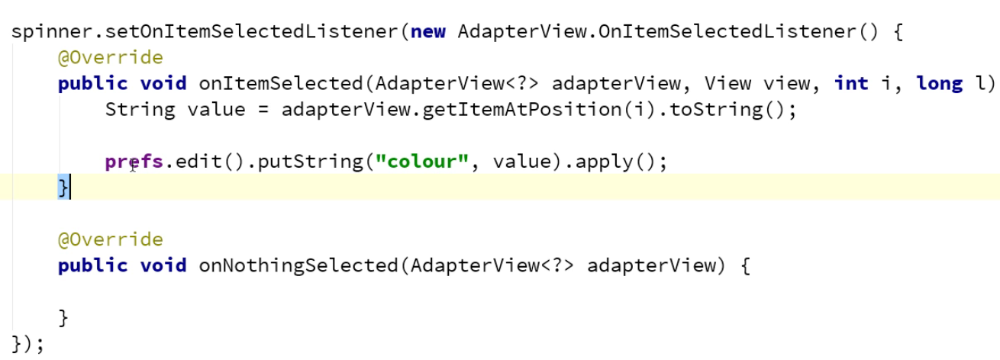 spinner.setOnItemSelectedListener(new AdapterView.OnItemSelectedListener() {
@Override
public void onItemSelected(AdapterView<?> adapterView, View view, int i, long l)
String value = adapterView.getItemAtPosition(i).toString();
prefs.edit().putString("colour", value).apply();
}
@Override
public void onNothingSelected(AdapterView<?> adapterView) {
}
});